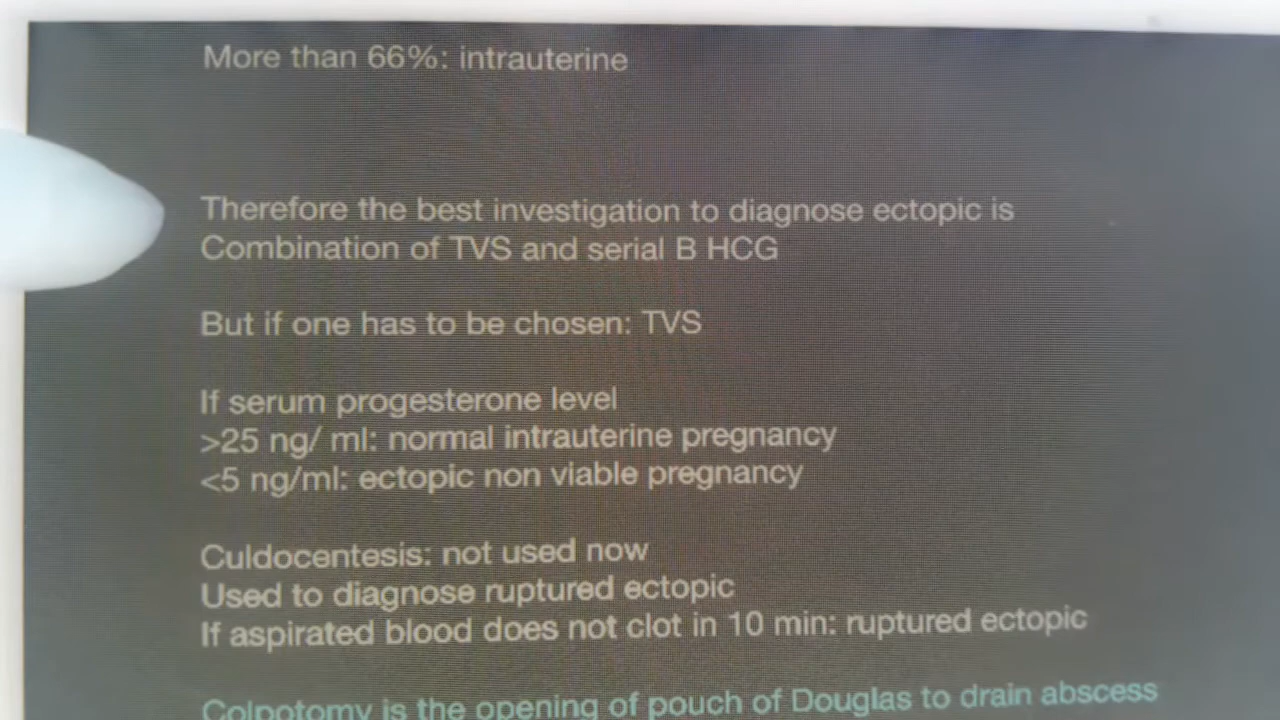 More than 66%: intrauterine
Therefore the best investigation to diagnose ectopic is
Combination of TVS and serial B HCG
But if one has to be chosen: TVS
If serum progesterone level
>25 ng/ ml: normal intrauterine pregnancy
<5 ng/ml: ectopic non viable pregnancy
Culdocentesis: not used now
Used to diagnose ruptured ectopic
If aspirated blood does not clot in 10 min: ruptured ectopic
Colpotomy is the opening of pouch of Douglas to drain abscess